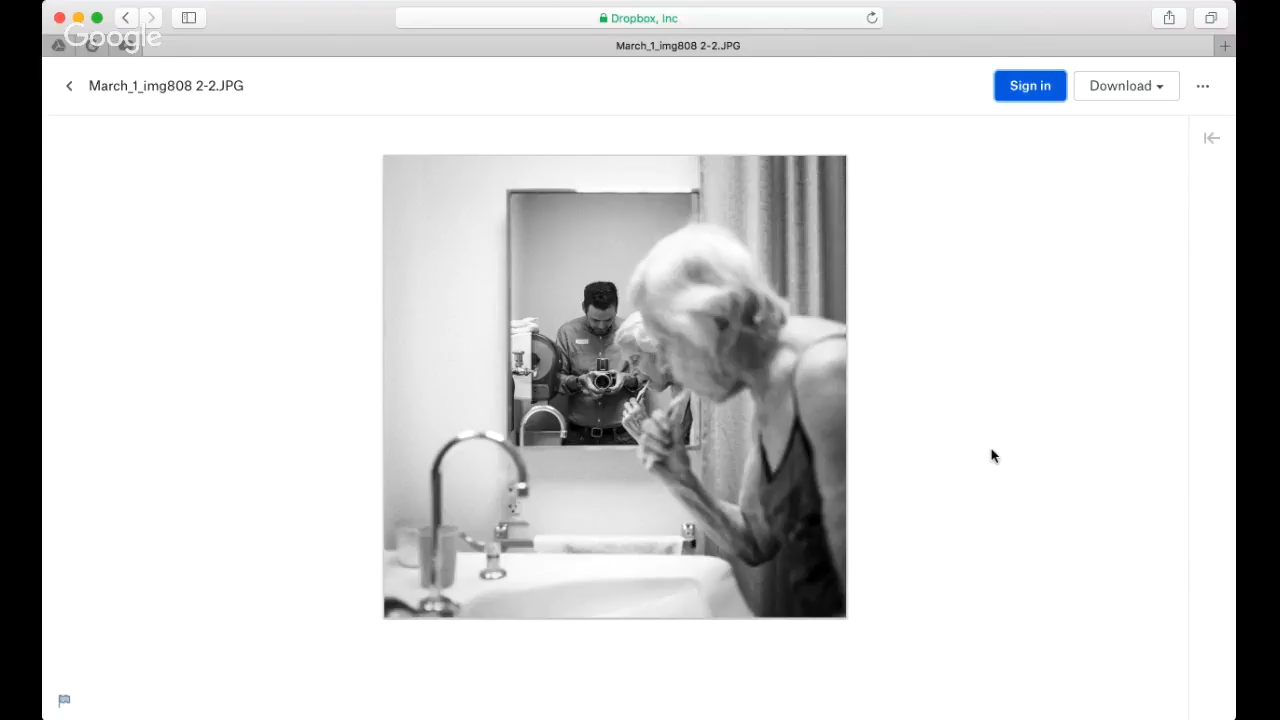 Dropbox, Inc
Google
March_1_img808 2-2.JPG
March_1_img808 2-2.JPG
Sign in
Download